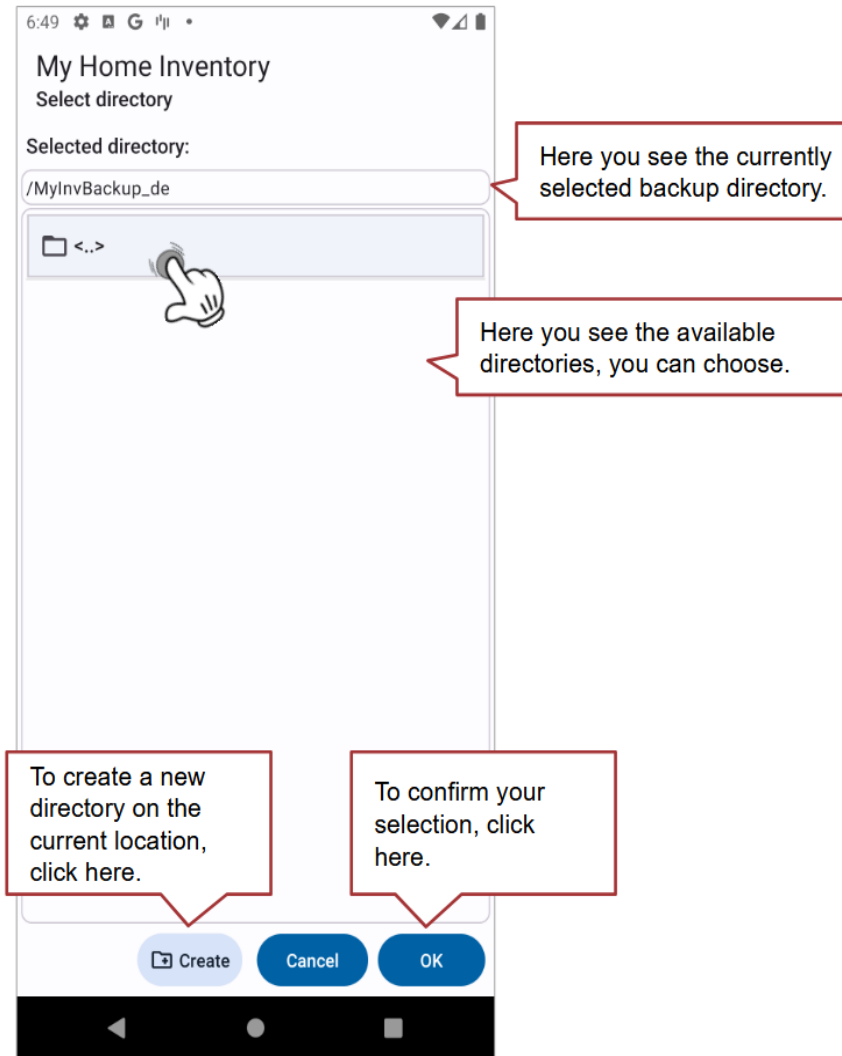 6:49
My Home Inventory
Select directory
Selected directory:
/MyInvBackup_de
Here you see the currently
selected backup directory.
<..>
Here you see the available
directories, you can choose.
To create a new
directory on the
current location,
click here.
To confirm your
selection, click
here.
Create
Cancel
OK